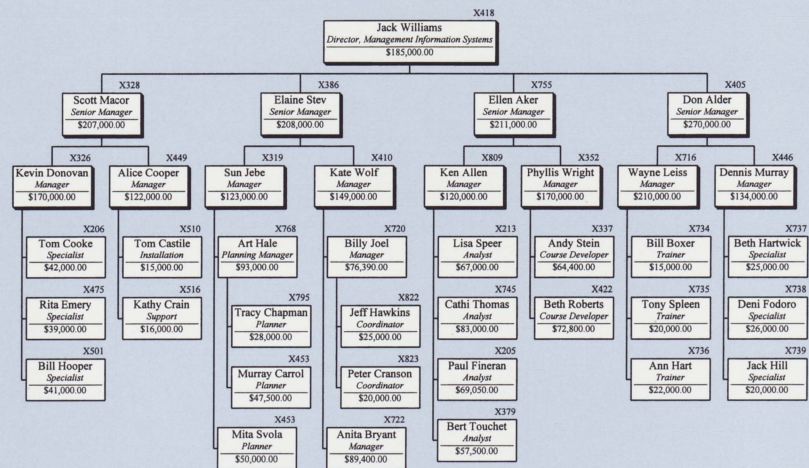 X418
Jack Williams
Director, Management Information Systems
$185,000.00
X328
Scott Macor
Senior Manager
$207,000.00
X386
Elaine Stev
Senior Manager
$208,000.00
X755
Ellen Aker
Senior Manager
$211,000.00
X405
Don Alder
Senior Manager
$270,000.00
X326
Kevin Donovan
Manager
$170,000.00
X449
Alice Cooper
Manager
$122,000.00
X319
Sun Jebe
Manager
$123,000.00
X410
Kate Wolf
Manager
$149,000.00
X809
Ken Allen
Manager
$120,000.00
X352
Phyllis Wright
Manager
$170,000.00
X716
Wayne Leiss
Manager
$210,000.00
X446
Dennis Murray
Manager
$134,000.00
X206
Tom Cooke
Specialist
$42,000.00
X475
Rita Emery
Specialist
$39,000.00
X501
Bill Hooper
Specialist
$41,000.00
X510
Tom Castile
Installation
$15,000.00
X516
Kathy Crain
Support
$16,000.00
X768
Art Hale
Planning Manager
$93,000.00
X795
Tracy Chapman
Planner
$28,000.00
X453
Murray Carrol
Planner
$47,500.00
X453
Mita Svola
Planner
$50,000.00
X720
Billy Joel
Manager
$76,390.00
X822
Jeff Hawkins
Coordinator
$25,000.00
X823
Peter Cranson
Coordinator
$20,000.00
X722
Anita Bryant
Manager
$89,400.00
X213
Lisa Speer
Analyst
$67,000.00
X745
Cathi Thomas
Analyst
$83,000.00
X205
Paul Fineran
Analyst
$69,050.00
X379
Bert Touchet
Analyst
$57,500.00
X337
Andy Stein
Course Developer
$64,400.00
X422
Beth Roberts
Course Developer
$72,800.00
X734
Bill Boxer
Trainer
$15,000.00
X735
Tony Spleen
Trainer
$20,000.00
X736
Ann Hart
Trainer
$22,000.00
X737
Beth Hartwick
Specialist
$25,000.00
X738
Deni Fodoro
Specialist
$26,000.00
X739
Jack Hill
Specialist
$20,000.00